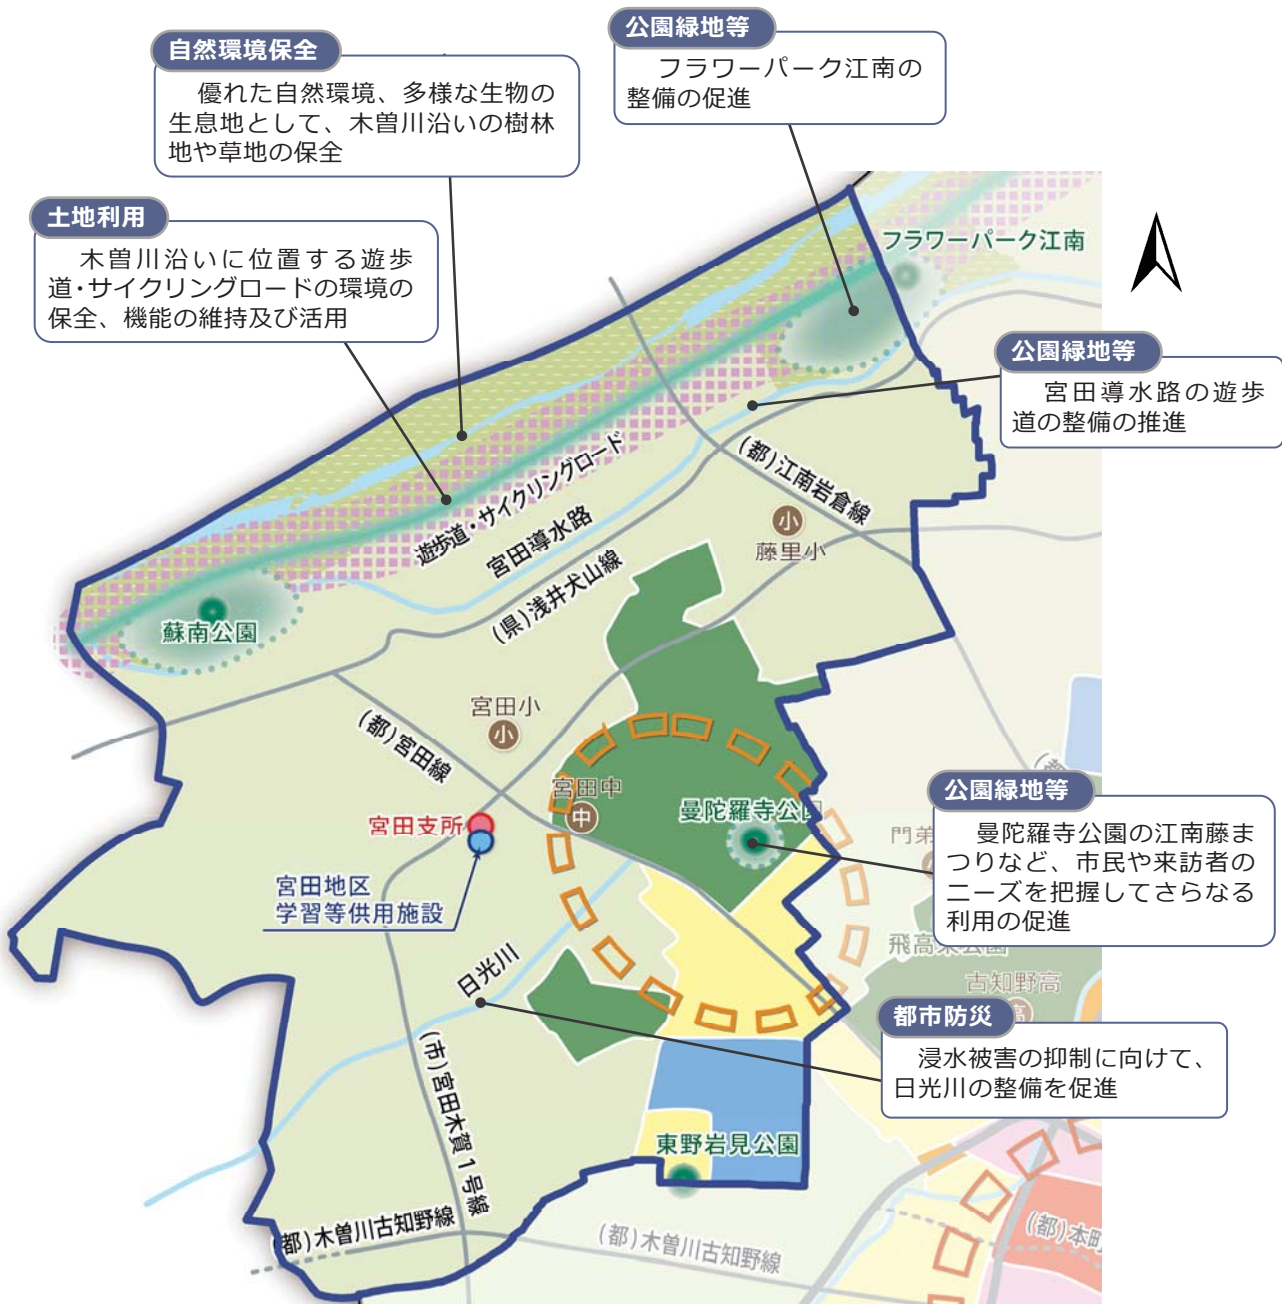 公園緑地等
フラワーパーク江南の
整備の促進
自然環境保全
優れた自然環境、多様な生物の
生息地として、木曽川沿いの樹林
地や草地の保全
土地利用
木曽川沿いに位置する遊歩
道・サイクリングロードの環境の
保全、機能の維持及び活用
フラワーパーク江南
公園緑地等
宮田導水路の遊歩
道の整備の推進
遊歩道・サイクリングロード
宮田導水路
(県)浅井犬山線
(都)江南岩倉線
小
藤里小
蘇南公園
宮田小
小
(都)宮田線
宮田中
中
曼陀羅寺公園
宮田支所
宮田地区
学習等供用施設
公園緑地等
曼陀羅寺公園の江南藤ま
つりなど、市民や来訪者の
ニーズを把握してさらなる
利用の促進
門弟
飛高東公園
古知野高
高
日光川
都市防災
浸水被害の抑制に向けて、
日光川の整備を促進
(市)宮田木賀1号線
東野岩見公園
(都)木曽川古知野線
(都)木曽川古知野線
(都)本町